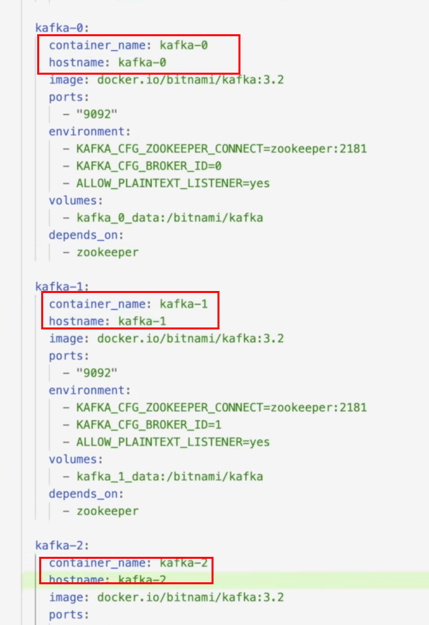 kafka-0:
container_name: kafka-0
hostname: kafka-0
image: docker.io/bitnami/kafka:3.2
ports:
- "9092"
environment:
- KAFKA_CFG_ZOOKEEPER_CONNECT=zookeeper:2181
- KAFKA_CFG_BROKER_ID=0
- ALLOW_PLAINTEXT_LISTENER=yes
volumes:
- kafka_0_data:/bitnami/kafka
depends_on:
- zookeeper
kafka-1:
container_name: kafka-1
hostname: kafka-1
image: docker.io/bitnami/kafka:3.2
ports:
- "9092"
environment:
- KAFKA_CFG_ZOOKEEPER_CONNECT=zookeeper:2181
- KAFKA_CFG_BROKER_ID=1
- ALLOW_PLAINTEXT_LISTENER=yes
volumes:
- kafka_1_data:/bitnami/kafka
depends_on:
- zookeeper
kafka-2:
container_name: kafka-2
hostname: kafka-2
image: docker.io/bitnami/kafka:3.2
ports: